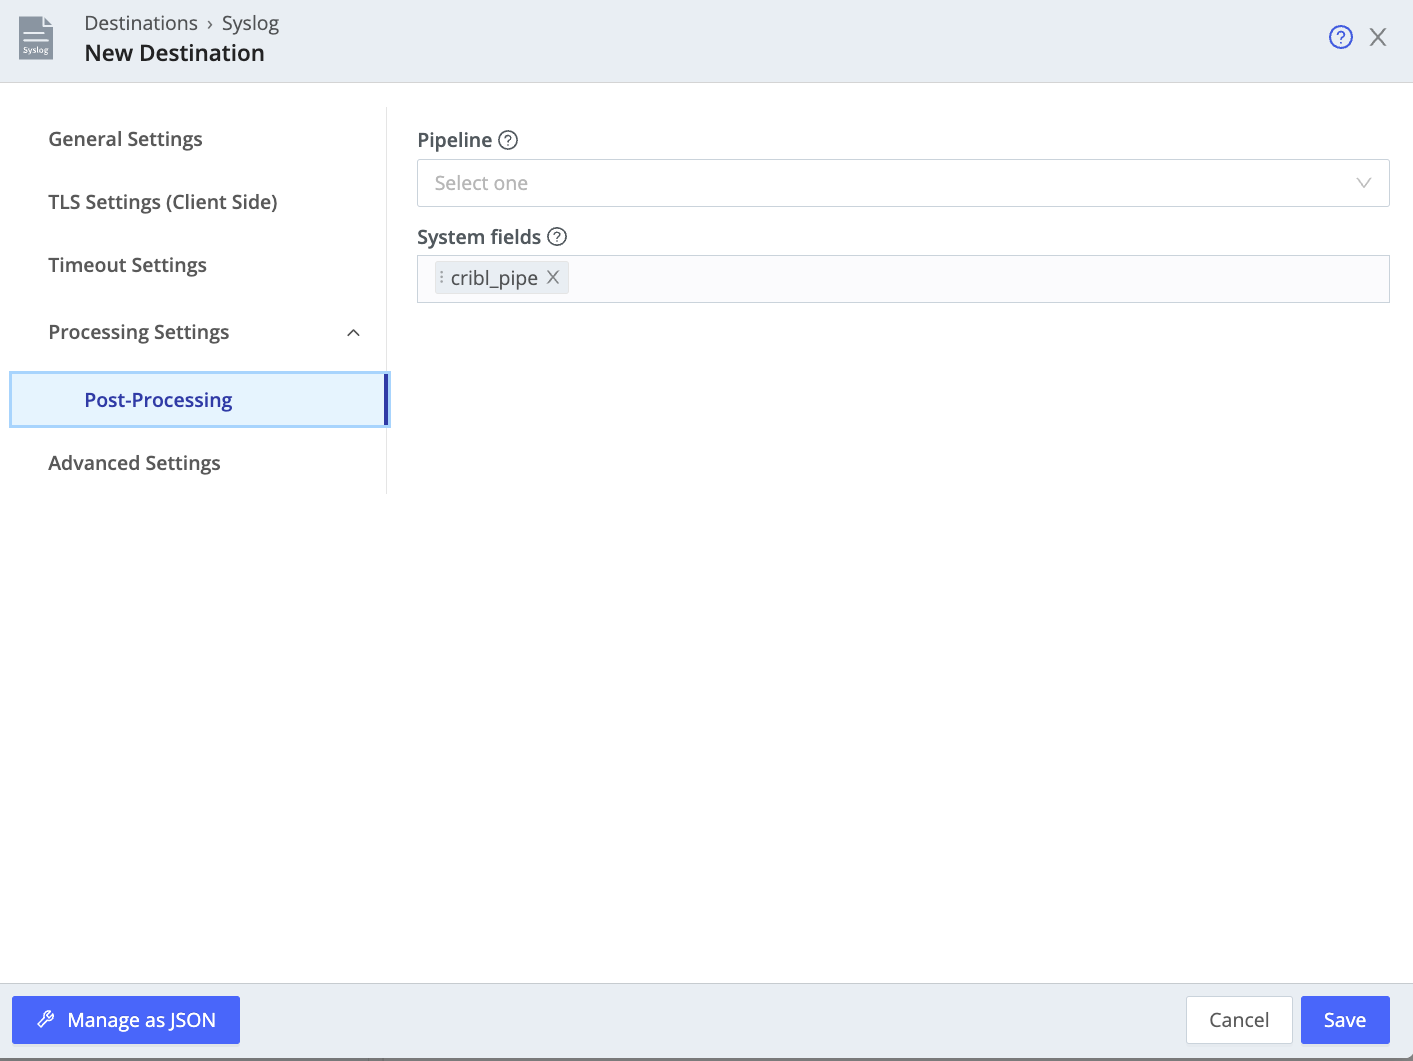 Syslog
Destinations › Syslog
New Destination
General Settings
TLS Settings (Client Side)
Timeout Settings
Processing Settings
Post-Processing
Advanced Settings
Pipeline
Select one
System fields
cribl_pipe
Manage as JSON
Cancel
Save